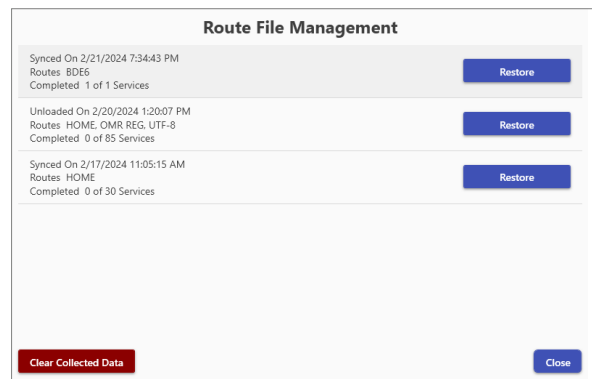 Route File Management
Synced On 2/21/2024 7:34:43 PM
Routes BDE6
Completed 1 of 1 Services
Restore
Unloaded On 2/20/2024 1:20:07 PM
Routes HOME, OMR REG, UTF-8
Completed 0 of 85 Services
Restore
Synced On 2/17/2024 11:05:15 AM
Routes HOME
Completed 0 of 30 Services
Restore
Clear Collected Data
Close